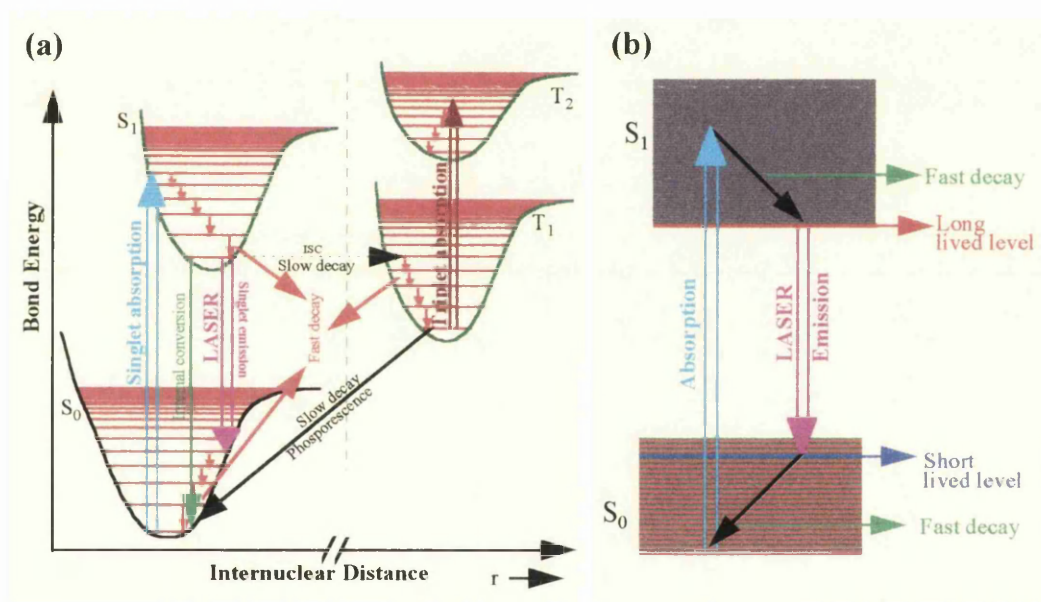 (a)
Bond Energy
S1
T2
T1
S0
Singlet absorption
Internal conversion
LASER
Singlet emission
ISC
Slow decay
Fast decay
Triplet absorption
Slow decay
Phosporescence
Internuclear Distance
r
(b)
S1
Fast decay
Long
lived level
Absorption
LASER
Emission
Short
lived level
S0
Fast decay